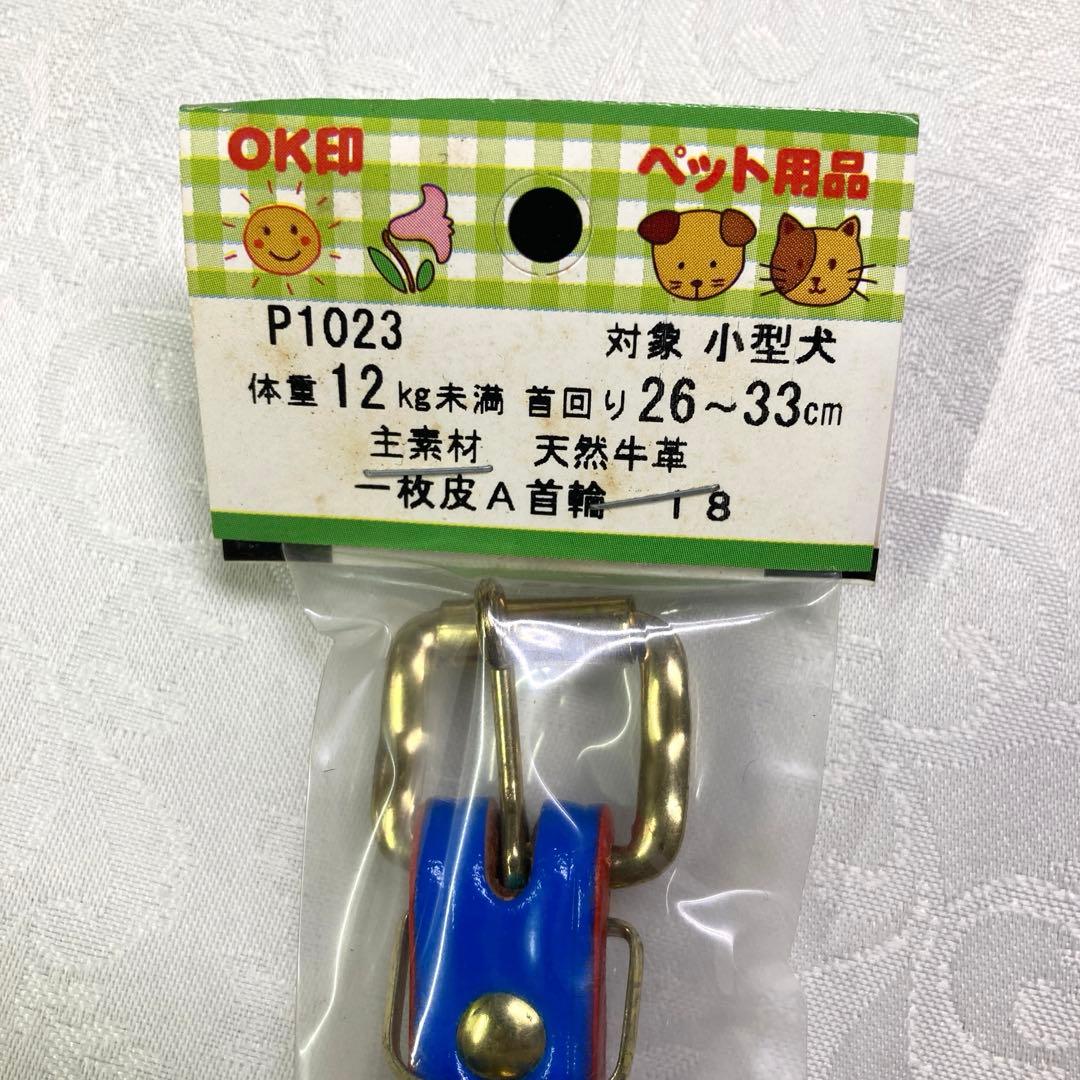 OK印 ペット用品
P1023 対象 小型犬
体重12kg未満 首回り26～33cm
主素材 天然牛革
一枚皮A首輪 18